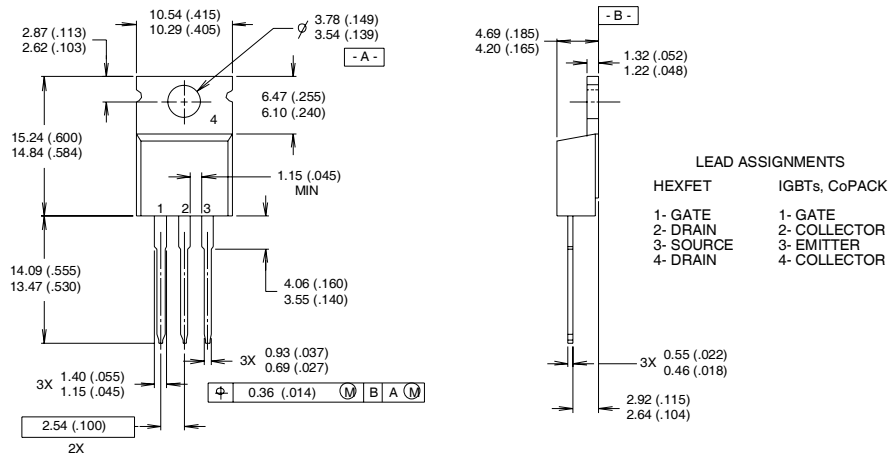 10.54 (.415)
10.29 (.405)
3.78 (.149)
3.54 (.139)
- A -
2.87 (.113)
2.62 (.103)
6.47 (.255)
6.10 (.240)
4
15.24 (.600)
14.84 (.584)
1.15 (.045)
MIN
1 2 3
14.09 (.555)
13.47 (.530)
4.06 (.160)
3.55 (.140)
3X 0.93 (.037)
0.69 (.027)
3X 1.40 (.055)
1.15 (.045)
⌖ 0.36 (.014) Ⓜ B A Ⓜ
2.54 (.100)
2X
- B -
4.69 (.185)
4.20 (.165)
1.32 (.052)
1.22 (.048)
3X 0.55 (.022)
0.46 (.018)
2.92 (.115)
2.64 (.104)
LEAD ASSIGNMENTS
HEXFET IGBTs, CoPACK
1- GATE 1- GATE
2- DRAIN 2- COLLECTOR
3- SOURCE 3- EMITTER
4- DRAIN 4- COLLECTOR